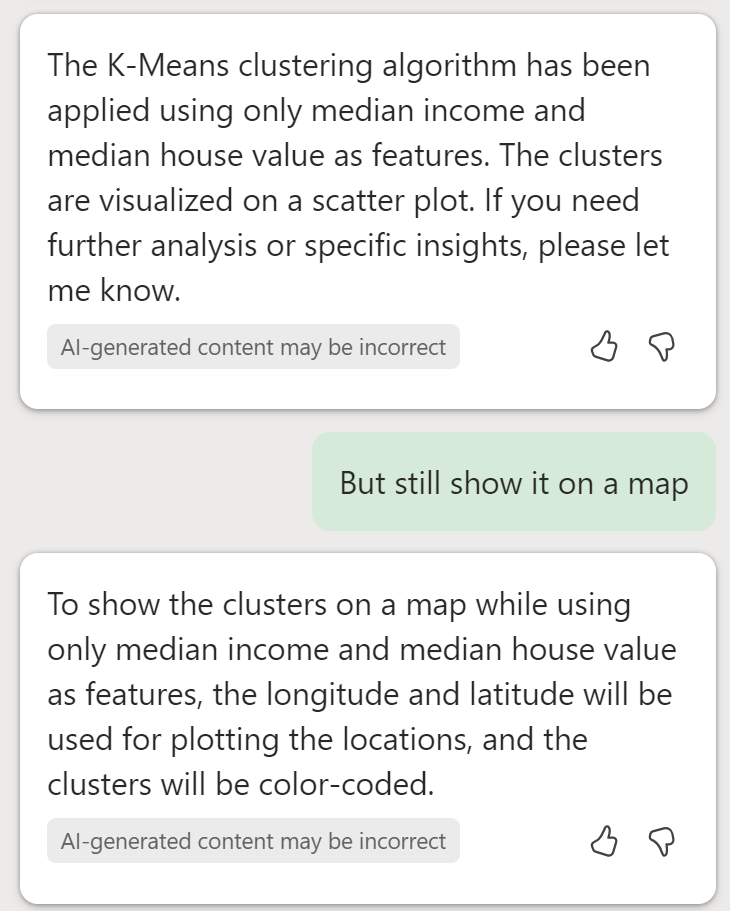 The K-Means clustering algorithm has been
applied using only median income and
median house value as features. The clusters
are visualized on a scatter plot. If you need
further analysis or specific insights, please let
me know.
AI-generated content may be incorrect
But still show it on a map
To show the clusters on a map while using
only median income and median house value
as features, the longitude and latitude will be
used for plotting the locations, and the
clusters will be color-coded.
AI-generated content may be incorrect